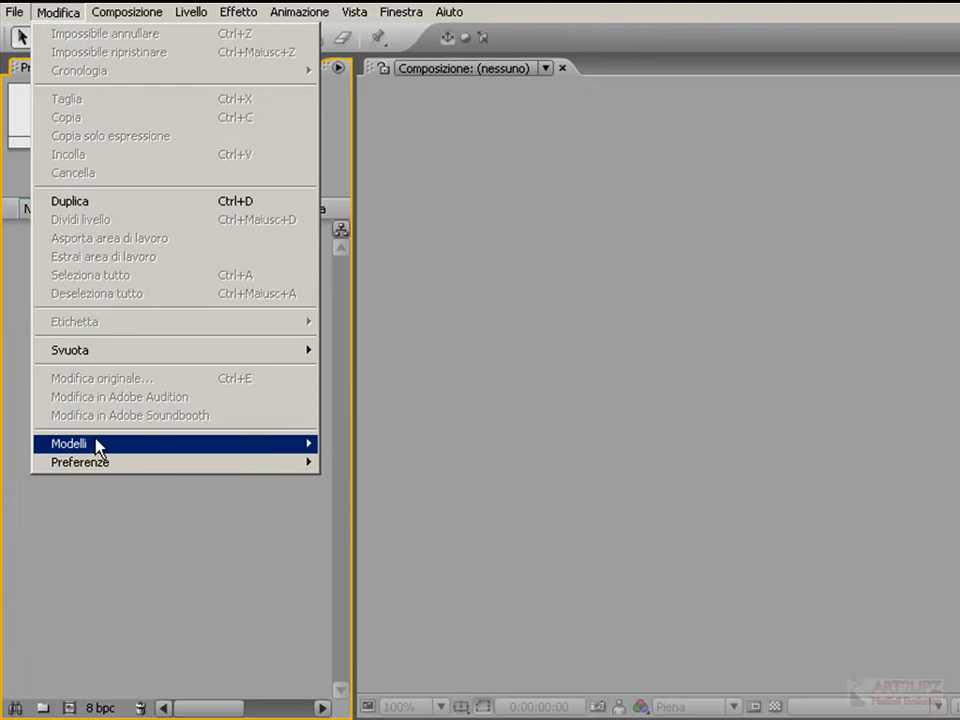 File Modifica Composizione Livello Effetto Animazione Vista Finestra Aiuto
Impossibile annullare Ctrl+Z
Impossibile ripristinare Ctrl+Maiusc+Z
Cronologia
Composizione: (nessuno)
Taglia Ctrl+X
Copia Ctrl+C
Copia solo espressione
Incolla Ctrl+V
Cancella
Duplica Ctrl+D
Dividi livello Ctrl+Maiusc+D
Asporta area di lavoro
Estrai area di lavoro
Seleziona tutto Ctrl+A
Deseleziona tutto Ctrl+Maiusc+A
Etichetta
Svuota
Modifica originale... Ctrl+E
Modifica in Adobe Audition
Modifica in Adobe Soundbooth
Modelli
Preferenze
ART2UPZ
8 bpc
100%
0:00:00:00
Piena